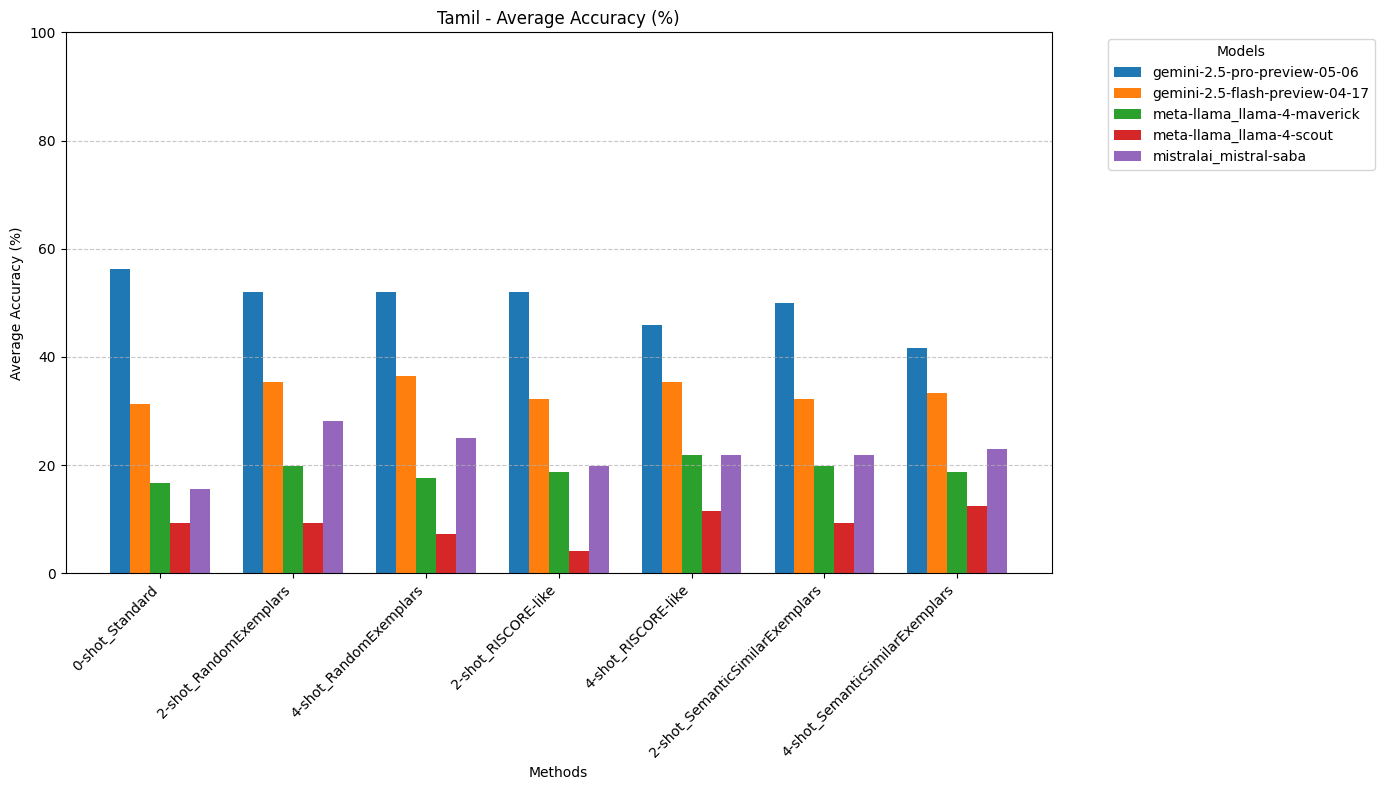 Tamil - Average Accuracy (%)
Average Accuracy (%)
100
80
60
40
20
0
0-shot_Standard
2-shot_RandomExemplars
4-shot_RandomExemplars
2-shot_RISCORE-like
4-shot_RISCORE-like
2-shot_SemanticSimilarExemplars
4-shot_SemanticSimilarExemplars
Methods
Models
gemini-2.5-pro-preview-05-06
gemini-2.5-flash-preview-04-17
meta-llama_llama-4-maverick
meta-llama_llama-4-scout
mistralai_mistral-saba